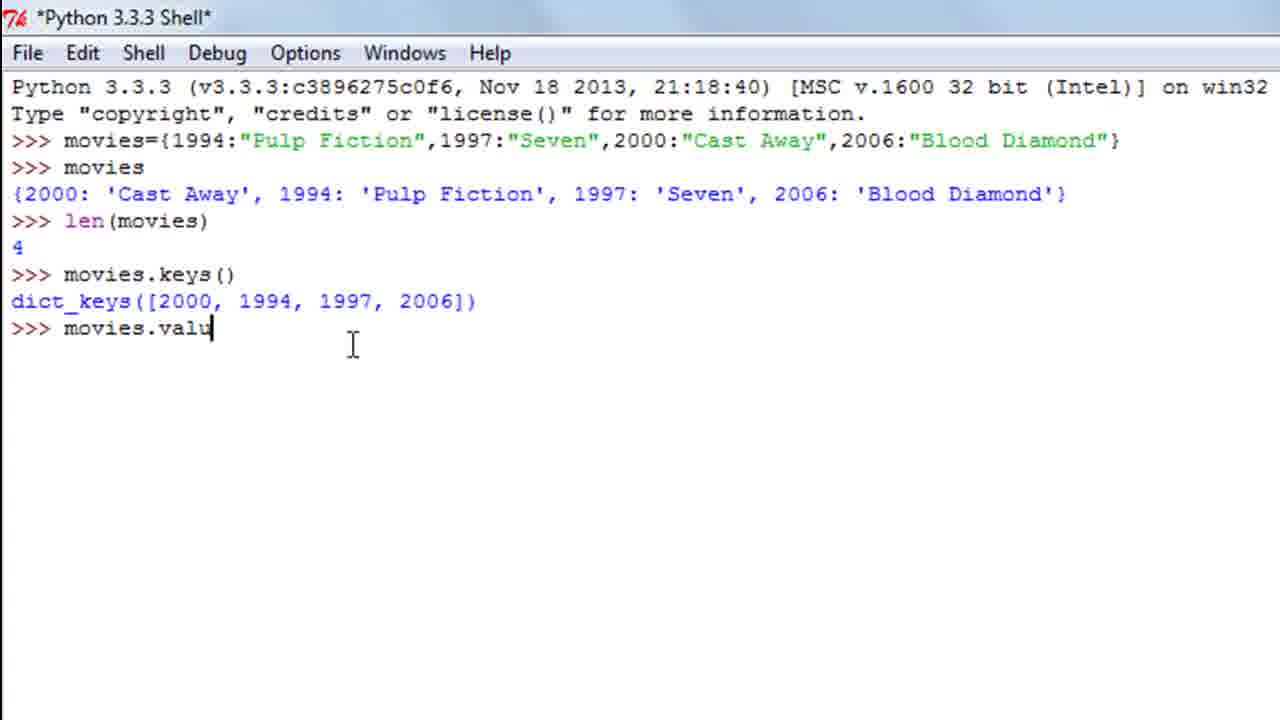 *Python 3.3.3 Shell*
File Edit Shell Debug Options Windows Help
Python 3.3.3 (v3.3.3:c3896275c0f6, Nov 18 2013, 21:18:40) [MSC v.1600 32 bit (Intel)] on win32
Type "copyright", "credits" or "license()" for more information.
>>> movies={1994:"Pulp Fiction",1997:"Seven",2000:"Cast Away",2006:"Blood Diamond"}
>>> movies
{2000: 'Cast Away', 1994: 'Pulp Fiction', 1997: 'Seven', 2006: 'Blood Diamond'}
>>> len(movies)
4
>>> movies.keys()
dict_keys([2000, 1994, 1997, 2006])
>>> movies.valu